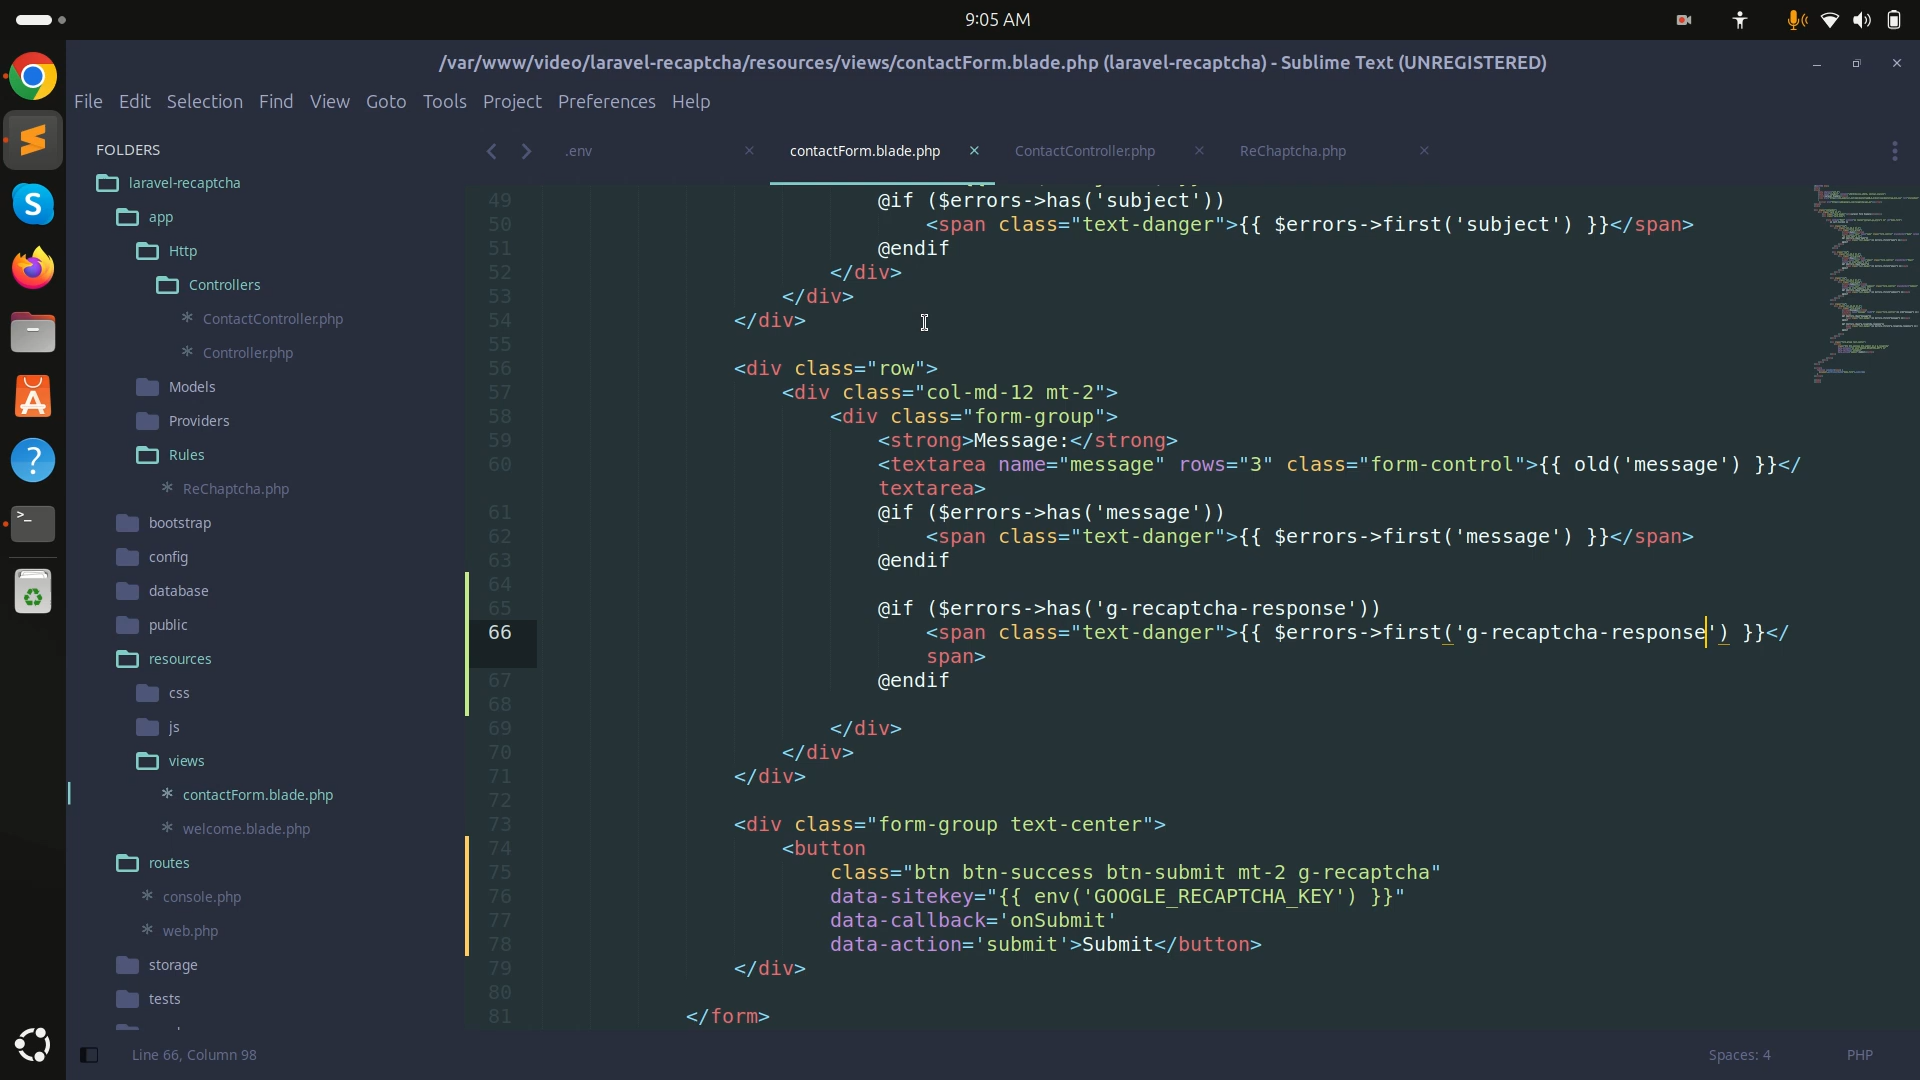 9:05 AM
/var/www/video/laravel-recaptcha/resources/views/contactForm.blade.php (laravel-recaptcha) - Sublime Text (UNREGISTERED)
File Edit Selection Find View Goto Tools Project Preferences Help
FOLDERS
laravel-recaptcha
app
Http
Controllers
ContactController.php
Controller.php
Models
Providers
Rules
ReChaptcha.php
bootstrap
config
database
public
resources
css
js
views
contactForm.blade.php
welcome.blade.php
routes
console.php
web.php
storage
tests
.env contactForm.blade.php ContactController.php ReChaptcha.php
49 @if ($errors->has('subject'))
50 <span class="text-danger">{{ $errors->first('subject') }}</span>
51 @endif
52 </div>
53 </div>
54 </div>
55
56 <div class="row">
57 <div class="col-md-12 mt-2">
58 <div class="form-group">
59 <strong>Message:</strong>
60 <textarea name="message" rows="3" class="form-control">{{ old('message') }}</
textarea>
61 @if ($errors->has('message'))
62 <span class="text-danger">{{ $errors->first('message') }}</span>
63 @endif
64
65 @if ($errors->has('g-recaptcha-response'))
66 <span class="text-danger">{{ $errors->first('g-recaptcha-response') }}</
span>
67 @endif
68
69 </div>
70 </div>
71 </div>
72
73 <div class="form-group text-center">
74 <button
75 class="btn btn-success btn-submit mt-2 g-recaptcha"
76 data-sitekey="{{ env('GOOGLE_RECAPTCHA_KEY') }}"
77 data-callback='onSubmit'
78 data-action='submit'>Submit</button>
79 </div>
80
81 </form>
Line 66, Column 98
Spaces: 4
PHP